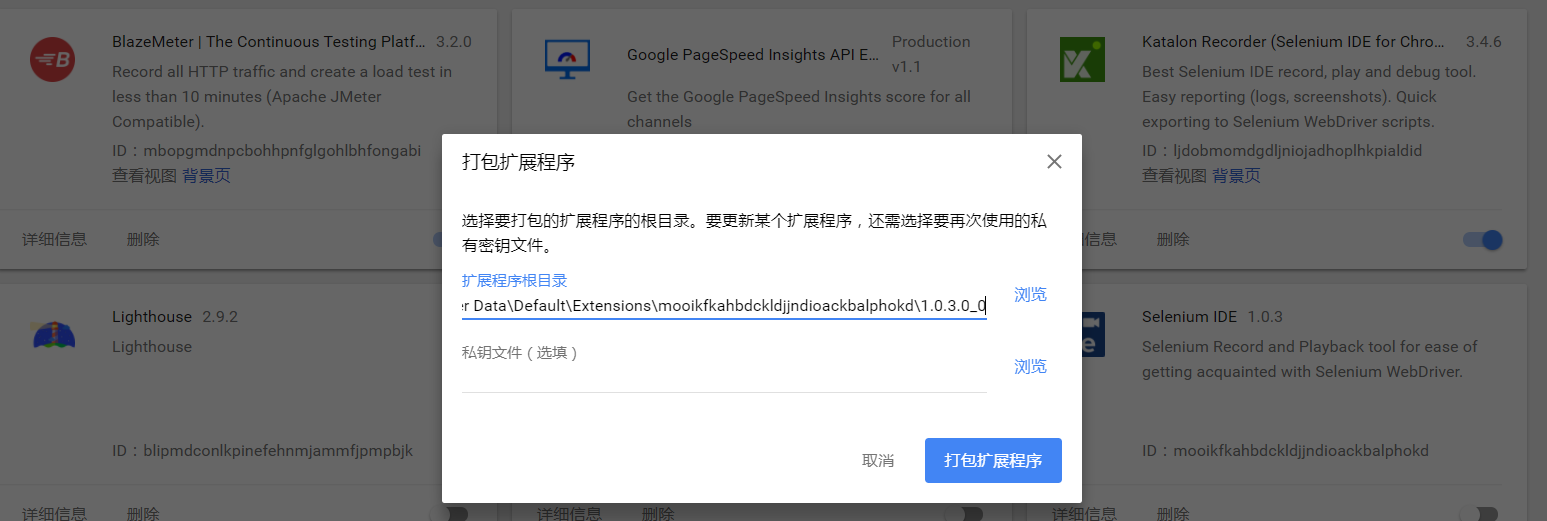 BlazeMeter | The Continuous Testing Platf... 3.2.0
Record all HTTP traffic and create a load test in
less than 10 minutes (Apache JMeter
Compatible).
ID：mbopgmdnpcbohhpnfglgohlbhfongabi
查看视图 背景页
详细信息 删除
Google PageSpeed Insights API E... Production
v1.1
Get the Google PageSpeed Insights score for all
channels
Katalon Recorder (Selenium IDE for Chro... 3.4.6
Best Selenium IDE record, play and debug tool.
Easy reporting (logs, screenshots). Quick
exporting to Selenium WebDriver scripts.
ID：ljdobmomdgdljniojadhoplhkpialdid
查看视图 背景页
信息 删除
打包扩展程序
选择要打包的扩展程序的根目录。要更新某个扩展程序，还需选择要再次使用的私
有密钥文件。
扩展程序根目录
er Data\Default\Extensions\mooikfkahbdckldjjndioackbalphokd\1.0.3.0_0
浏览
私钥文件（选填）
浏览
取消 打包扩展程序
Lighthouse 2.9.2
Lighthouse
ID：blipmdconlkpinefehnmjammfjpmpbjk
详细信息 删除
详细信息 删除
Selenium IDE 1.0.3
Selenium Record and Playback tool for ease of
getting acquainted with Selenium WebDriver.
ID：mooikfkahbdckldjjndioackbalphokd
详细信息 删除